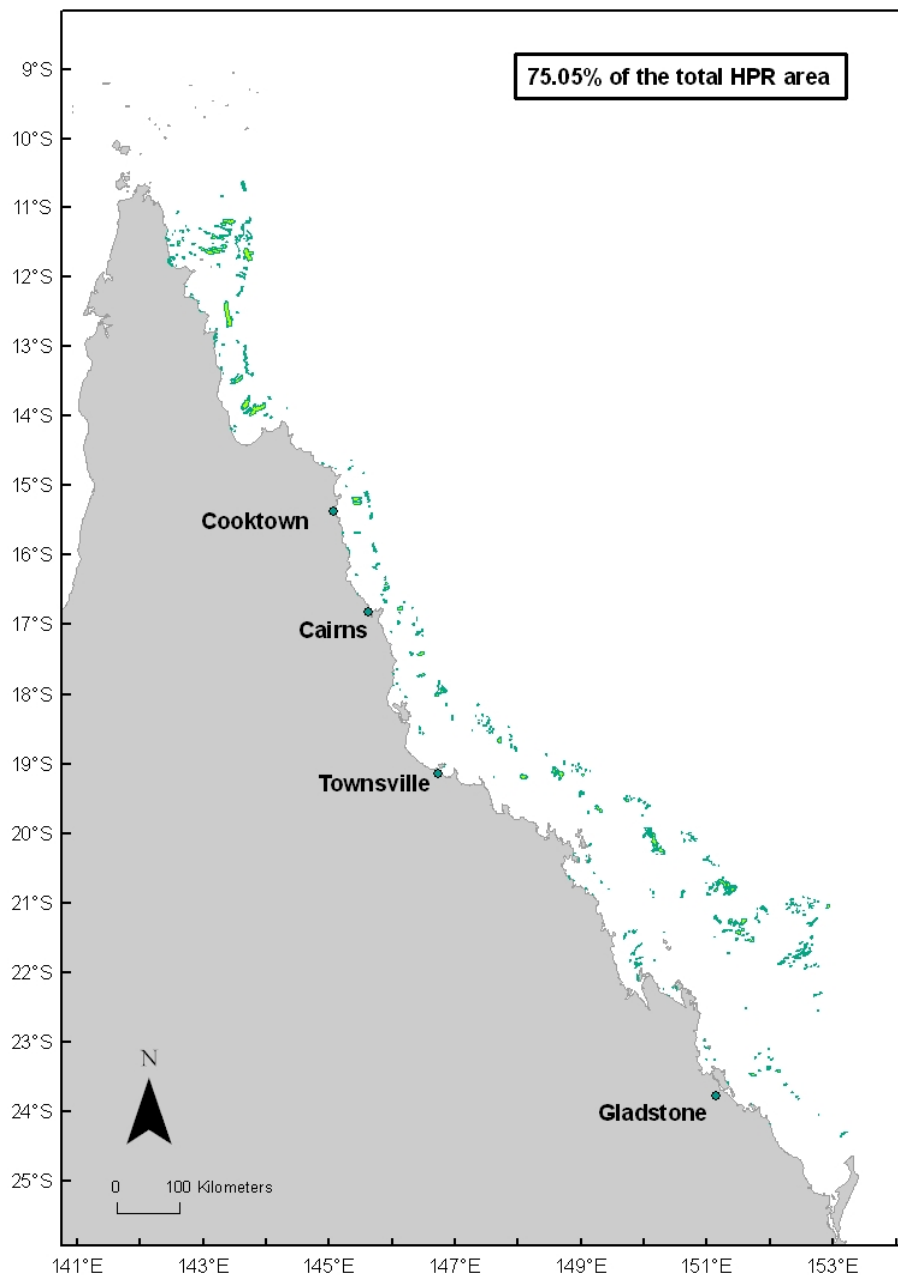 75.05% of the total HPR area
9°S
10°S
11°S
12°S
13°S
14°S
15°S
Cooktown
16°S
17°S
Cairns
18°S
19°S
Townsville
20°S
21°S
22°S
23°S
N
24°S
Gladstone
25°S
0 100 Kilometers
141°E 143°E 145°E 147°E 149°E 151°E 153°E